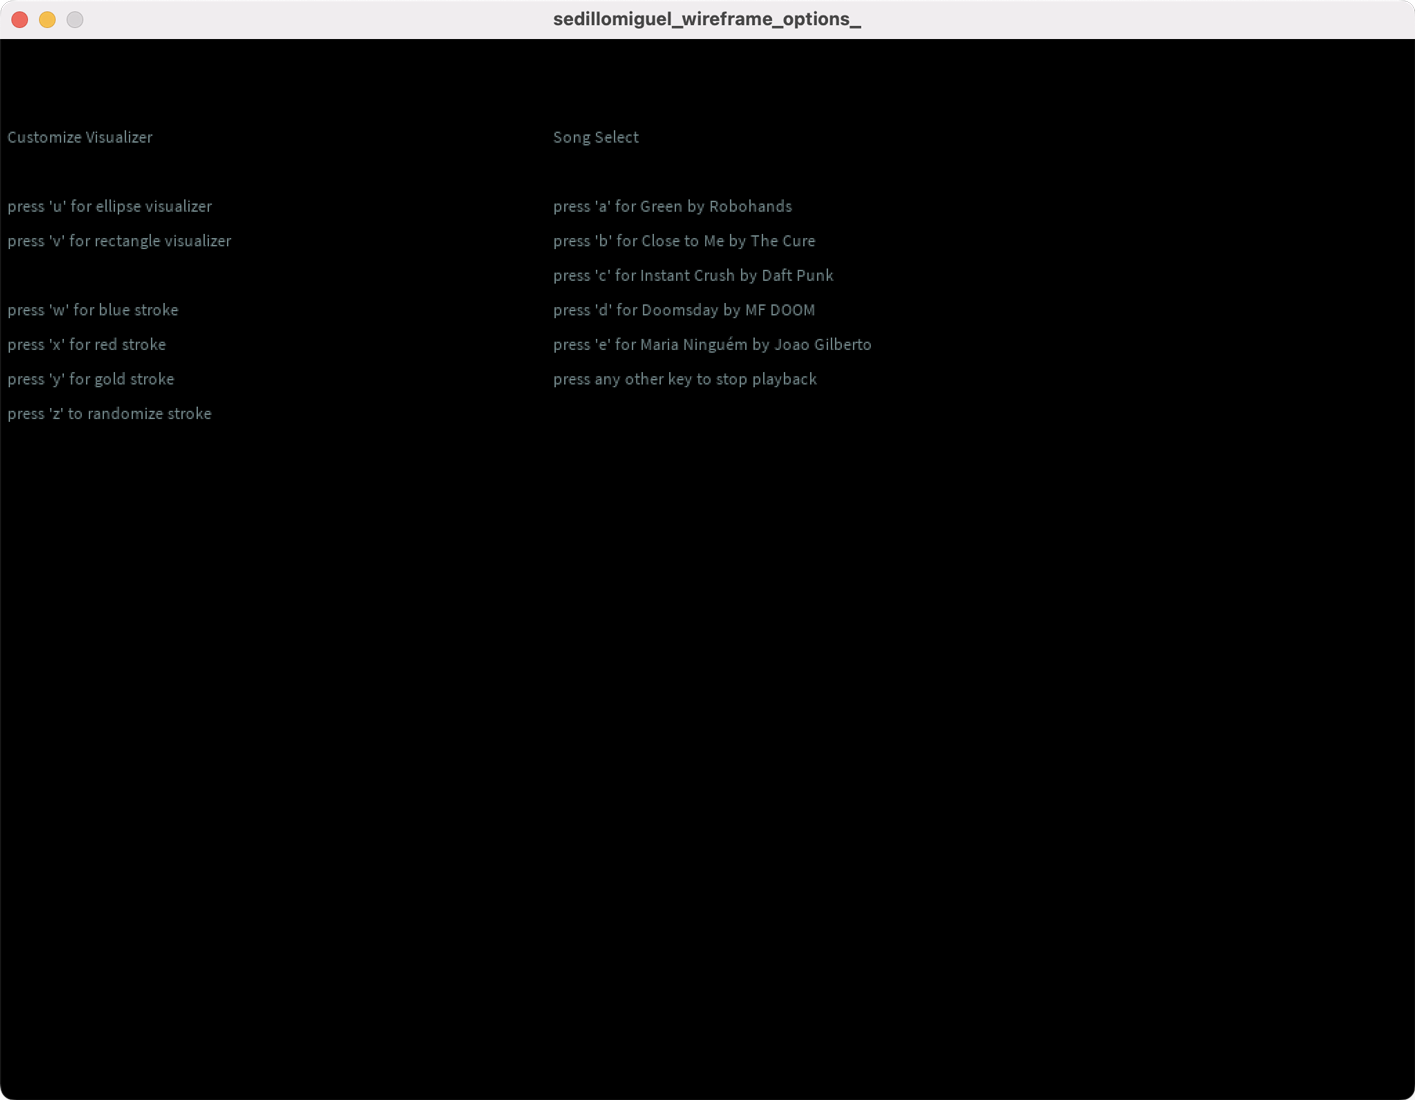 sedillomiguel_wireframe_options_
Customize Visualizer
press 'u' for ellipse visualizer
press 'v' for rectangle visualizer
press 'w' for blue stroke
press 'x' for red stroke
press 'y' for gold stroke
press 'z' to randomize stroke
Song Select
press 'a' for Green by Robohands
press 'b' for Close to Me by The Cure
press 'c' for Instant Crush by Daft Punk
press 'd' for Doomsday by MF DOOM
press 'e' for Maria Ninguém by Joao Gilberto
press any other key to stop playback